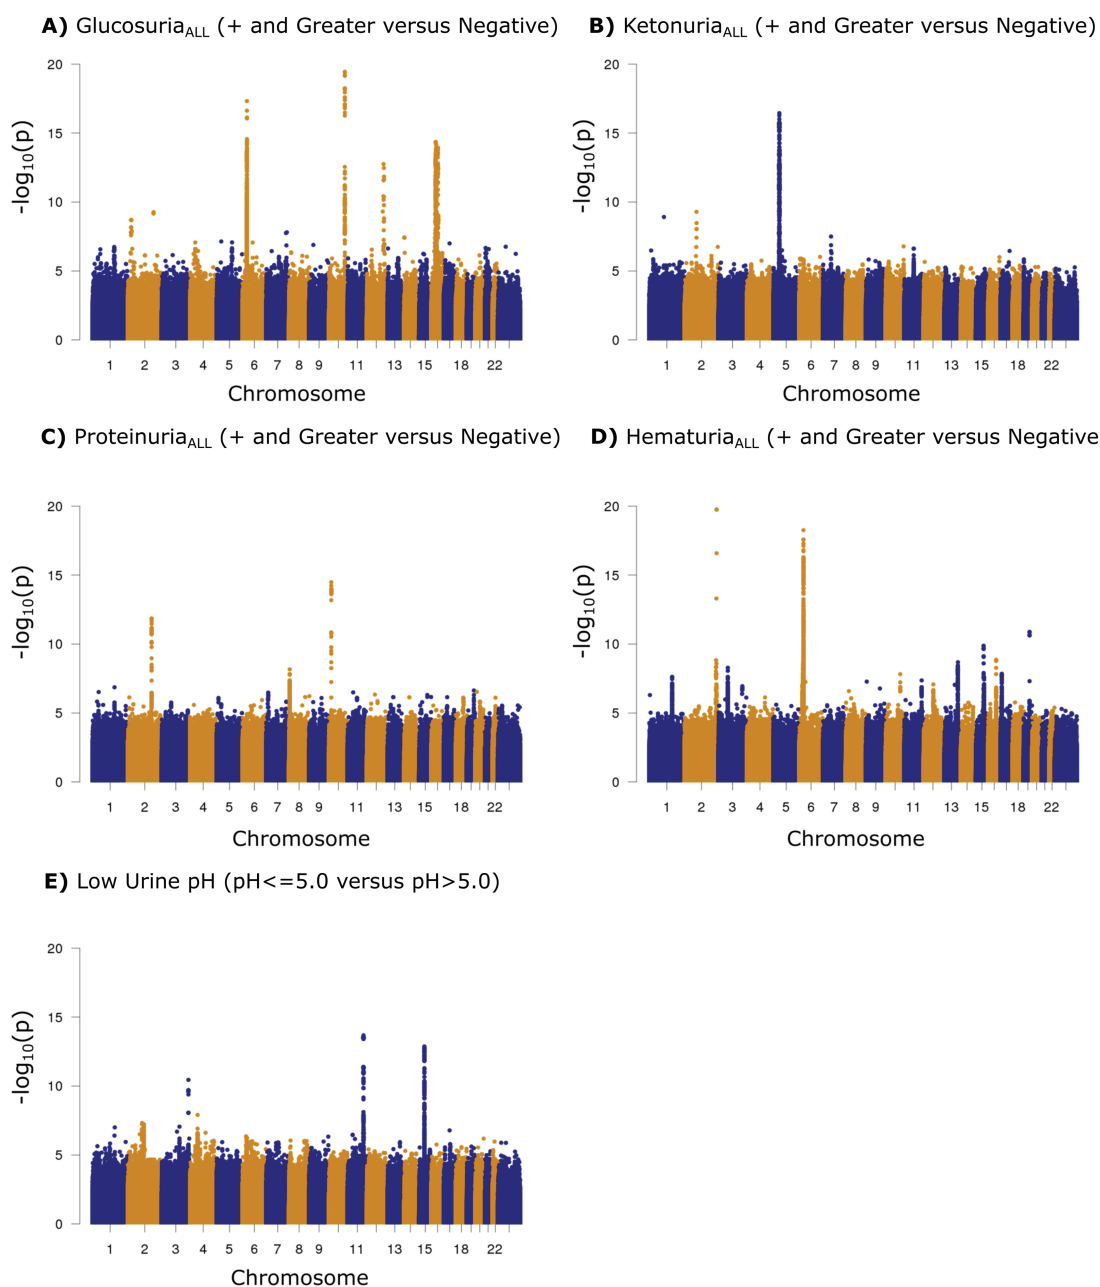 A) Glucosuria_ALL (+ and Greater versus Negative)
20
15
10
5
0
-log10(p)
1 2 3 4 5 6 7 8 9 11 13 15 18 22
Chromosome
B) Ketonuria_ALL (+ and Greater versus Negative)
20
15
10
5
0
-log10(p)
1 2 3 4 5 6 7 8 9 11 13 15 18 22
Chromosome
C) Proteinuria_ALL (+ and Greater versus Negative)
20
15
10
5
0
-log10(p)
1 2 3 4 5 6 7 8 9 11 13 15 18 22
Chromosome
D) Hematuria_ALL (+ and Greater versus Negative
20
15
10
5
0
-log10(p)
1 2 3 4 5 6 7 8 9 11 13 15 18 22
Chromosome
E) Low Urine pH (pH<=5.0 versus pH>5.0)
20
15
10
5
0
-log10(p)
1 2 3 4 5 6 7 8 9 11 13 15 18 22
Chromosome